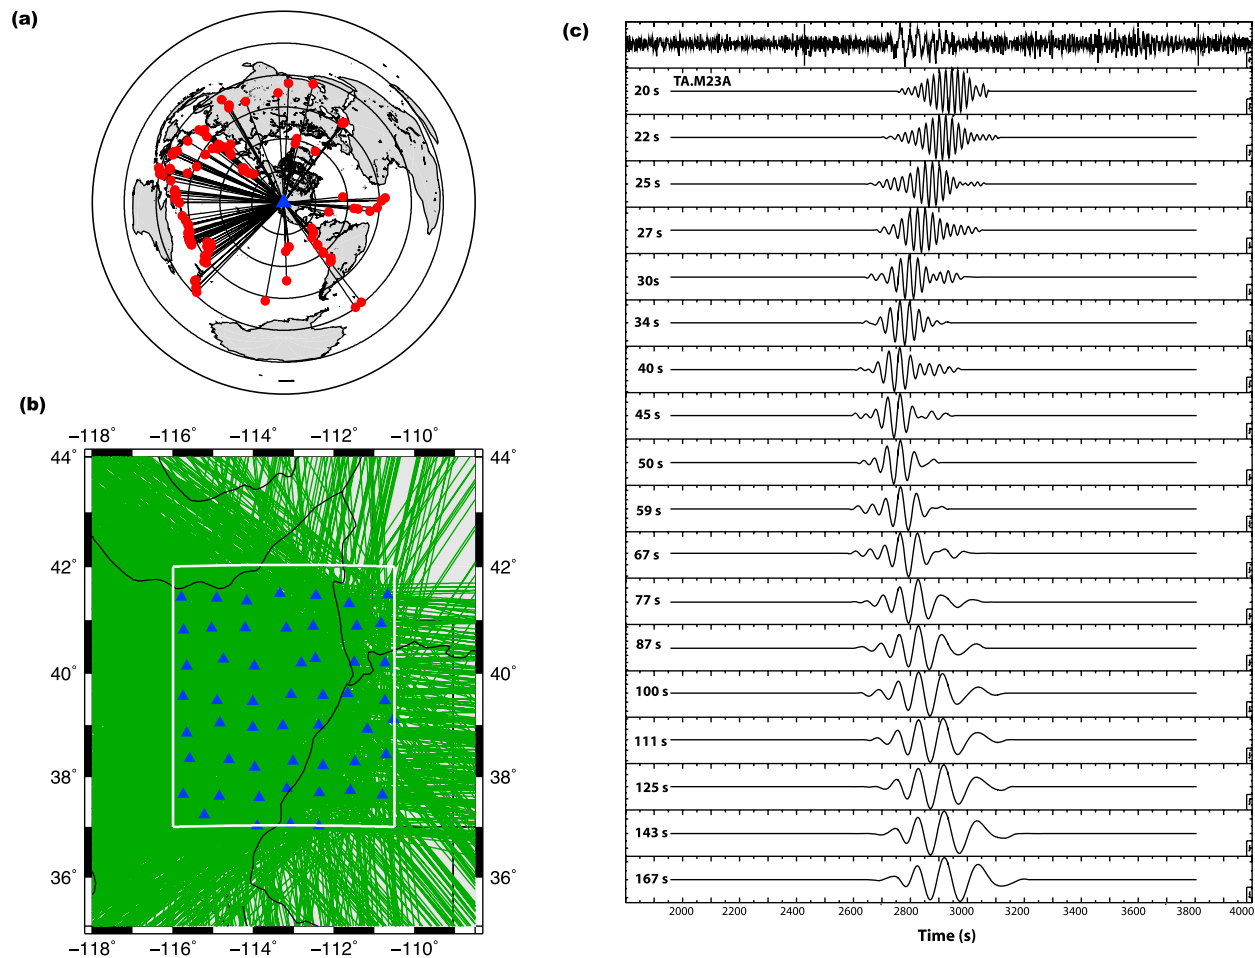 (a)
(b)
−118° −116° −114° −112° −110°
44° 44°
42° 42°
40° 40°
38° 38°
36° 36°
−118° −116° −114° −112° −110°
(c)
TA.M23A
20 s
22 s
25 s
27 s
30s
34 s
40 s
45 s
50 s
59 s
67 s
77 s
87 s
100 s
111 s
125 s
143 s
167 s
2000 2200 2400 2600 2800 3000 3200 3400 3600 3800 4000
Time (s)